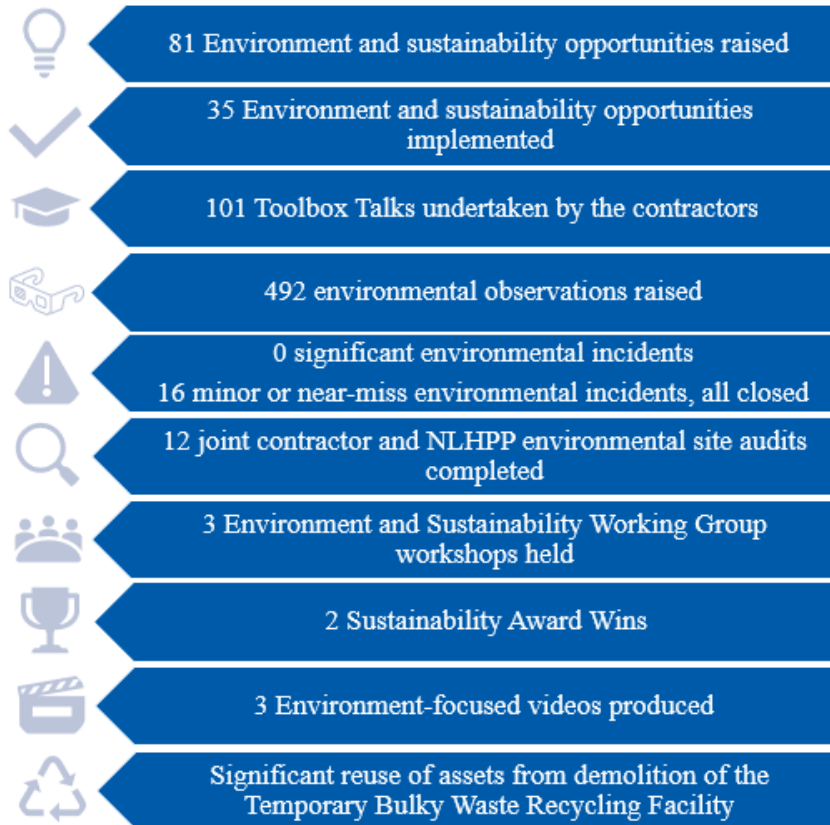 81 Environment and sustainability opportunities raised
35 Environment and sustainability opportunities
implemented
101 Toolbox Talks undertaken by the contractors
492 environmental observations raised
0 significant environmental incidents
16 minor or near-miss environmental incidents, all closed
12 joint contractor and NLHPP environmental site audits
completed
3 Environment and Sustainability Working Group
workshops held
2 Sustainability Award Wins
3 Environment-focused videos produced
Significant reuse of assets from demolition of the
Temporary Bulky Waste Recycling Facility